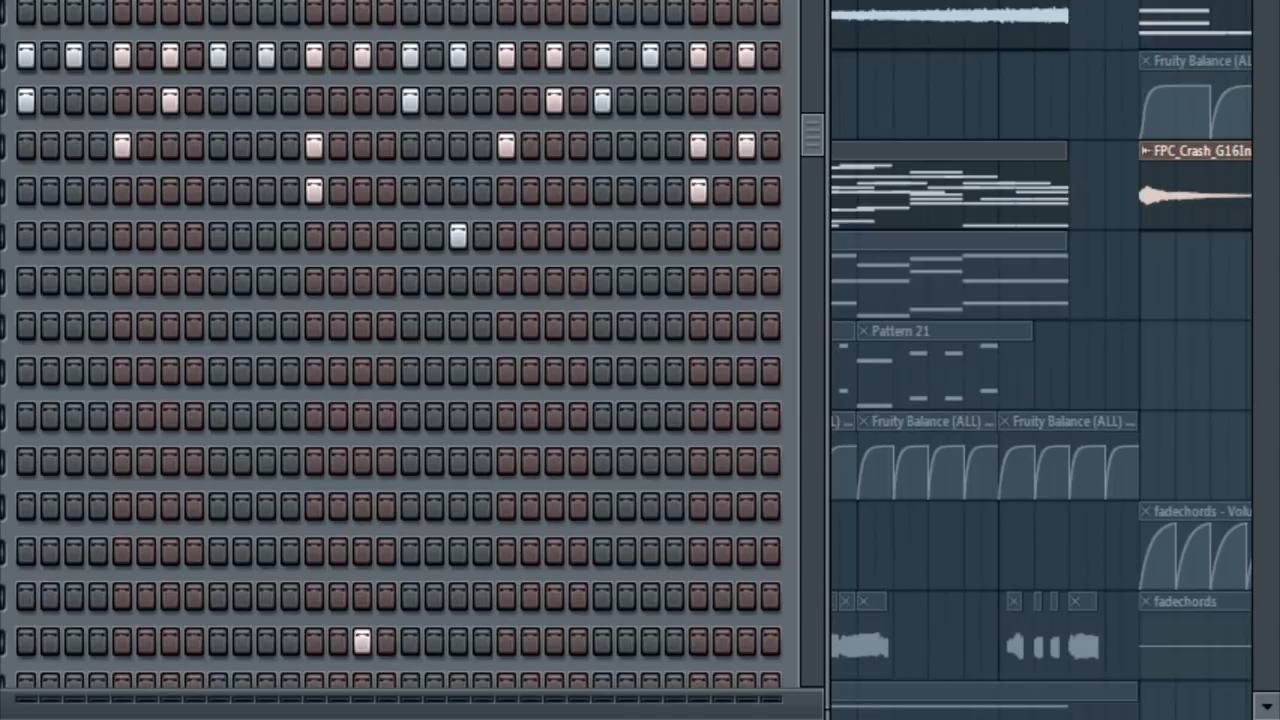 Fruity Balance (AL
FPC_Crash_G16In
Pattern 21
Fruity Balance (ALL) ...
Fruity Balance (ALL) ...
fadechords - Volu
fadechords